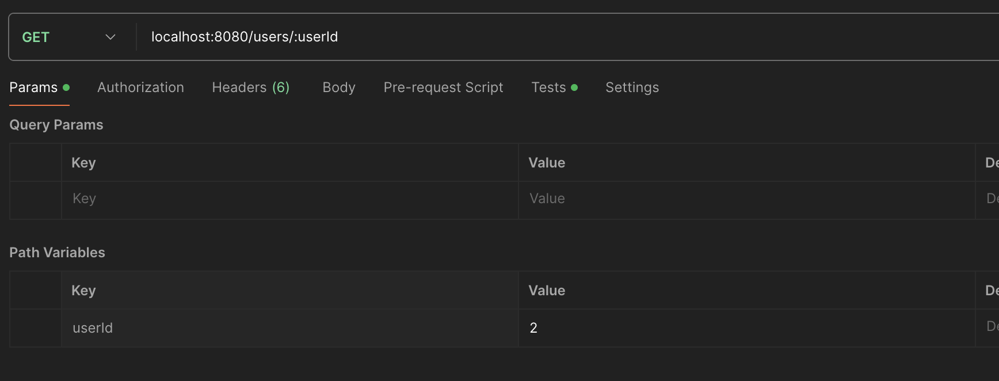 GET localhost:8080/users/:userId
Params Authorization Headers (6) Body Pre-request Script Tests Settings
Query Params
Key Value De
Key Value De
Path Variables
Key Value De
userId 2 De